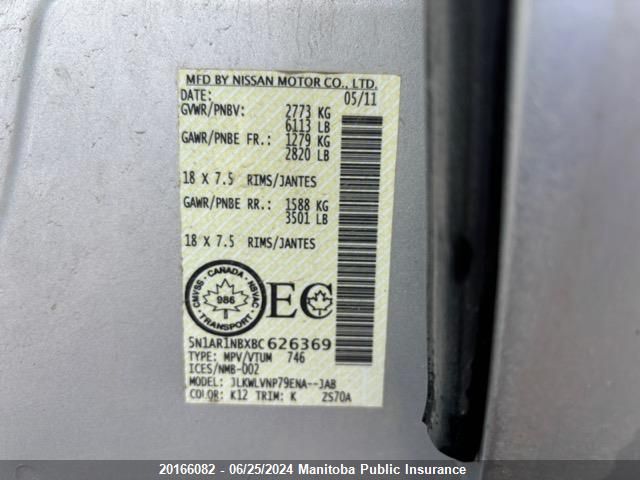 MFD BY NISSAN MOTOR CO., LTD.
DATE: 05/11
GVWR/PNBV: 2773 KG
6113 LB
GAWR/PNBE FR.: 1279 KG
2820 LB
18 X 7.5 RIMS/JANTES
GAWR/PNBE RR.: 1588 KG
3501 LB
18 X 7.5 RIMS/JANTES
CMVSS - CANADA - NSVAC
986
TRANSPORT
EC
5N1AR1NBXBC626369
TYPE: MPV/VTUM 746
ICES/NMB-002
MODEL: JLKWLVNP79ENA--JAB
COLOR: K12 TRIM: K ZS70A
20166082 - 06/25/2024 Manitoba Public Insurance